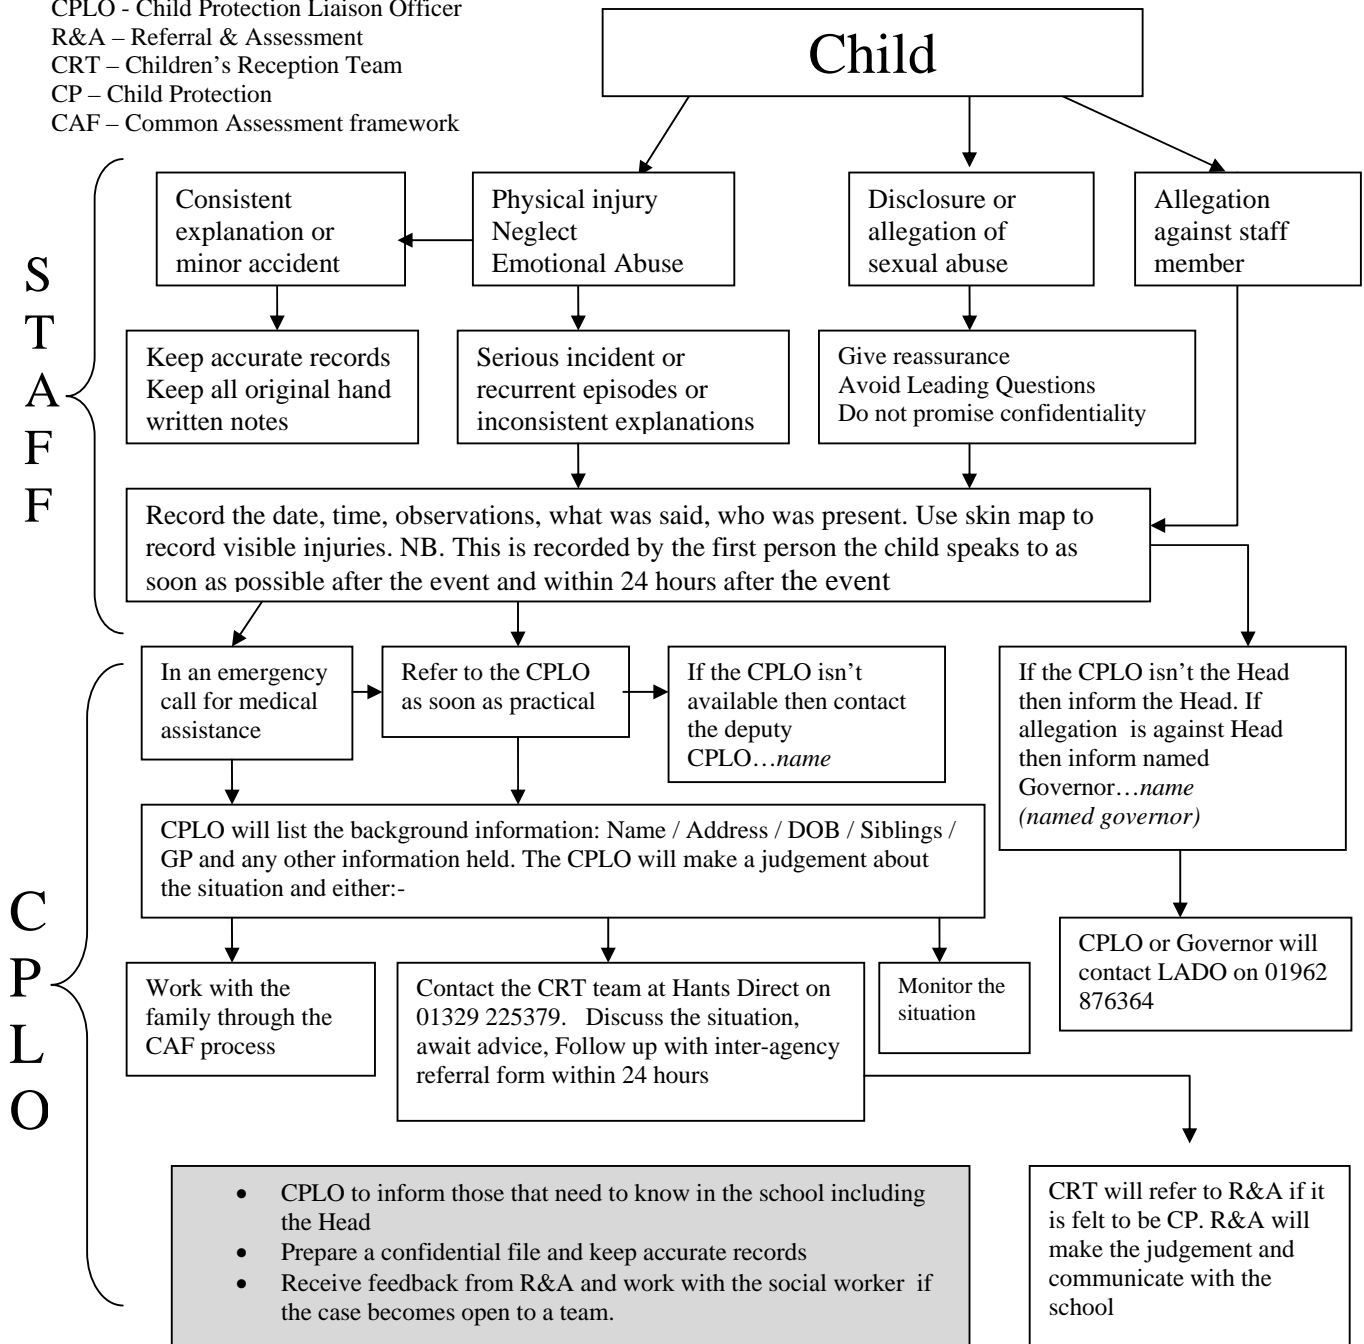 CPLO - Child Protection Liaison Officer
R&A – Referral & Assessment
CRT – Children's Reception Team
CP – Child Protection
CAF – Common Assessment framework
Child
STAFF
Consistent
explanation or
minor accident
Physical injury
Neglect
Emotional Abuse
Disclosure or
allegation of
sexual abuse
Allegation
against staff
member
Keep accurate records
Keep all original hand
written notes
Serious incident or
recurrent episodes or
inconsistent explanations
Give reassurance
Avoid Leading Questions
Do not promise confidentiality
Record the date, time, observations, what was said, who was present. Use skin map to
record visible injuries. NB. This is recorded by the first person the child speaks to as
soon as possible after the event and within 24 hours after the event
CPLO
In an emergency
call for medical
assistance
Refer to the CPLO
as soon as practical
If the CPLO isn't
available then contact
the deputy
CPLO…name
If the CPLO isn't the Head
then inform the Head. If
allegation is against Head
then inform named
Governor…name
(named governor)
CPLO will list the background information: Name / Address / DOB / Siblings /
GP and any other information held. The CPLO will make a judgement about
the situation and either:-
CPLO or Governor will
contact LADO on 01962
876364
Work with the
family through the
CAF process
Contact the CRT team at Hants Direct on
01329 225379. Discuss the situation,
await advice, Follow up with inter-agency
referral form within 24 hours
Monitor the
situation
• CPLO to inform those that need to know in the school including
the Head
• Prepare a confidential file and keep accurate records
• Receive feedback from R&A and work with the social worker if
the case becomes open to a team.
CRT will refer to R&A if it
is felt to be CP. R&A will
make the judgement and
communicate with the
school